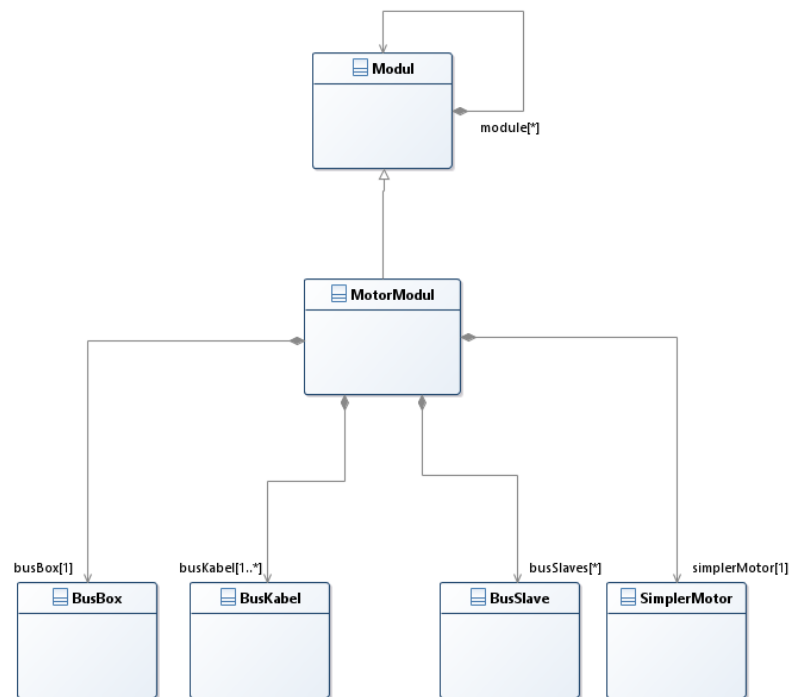 Modul
module[*]
MotorModul
busBox[1]
busKabel[1..*]
busSlaves[*]
simplerMotor[1]
BusBox
BusKabel
BusSlave
SimplerMotor